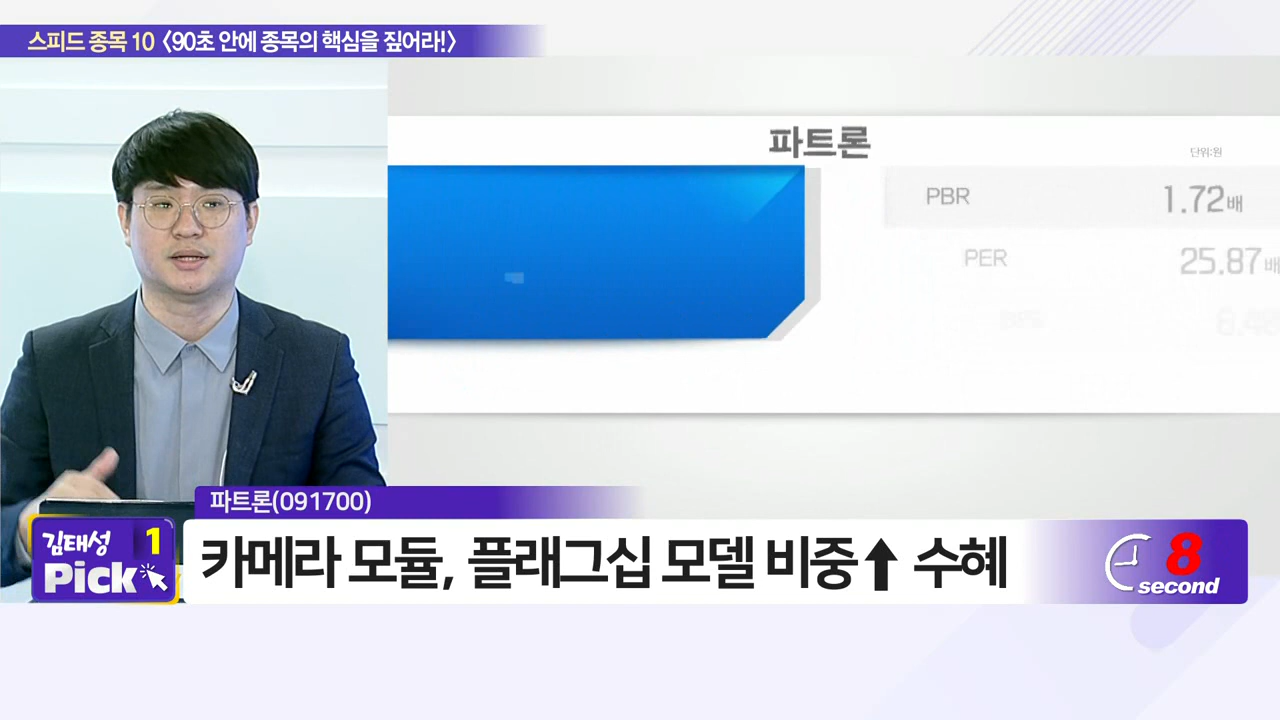 스피드 종목 10 〈90초 안에 종목의 핵심을 짚어라!〉
파트론
단위:원
PBR 1.72배
PER 25.87배
파트론(091700)
김태성 1
Pick
카메라 모듈, 플래그십 모델 비중⬆ 수혜
8
second